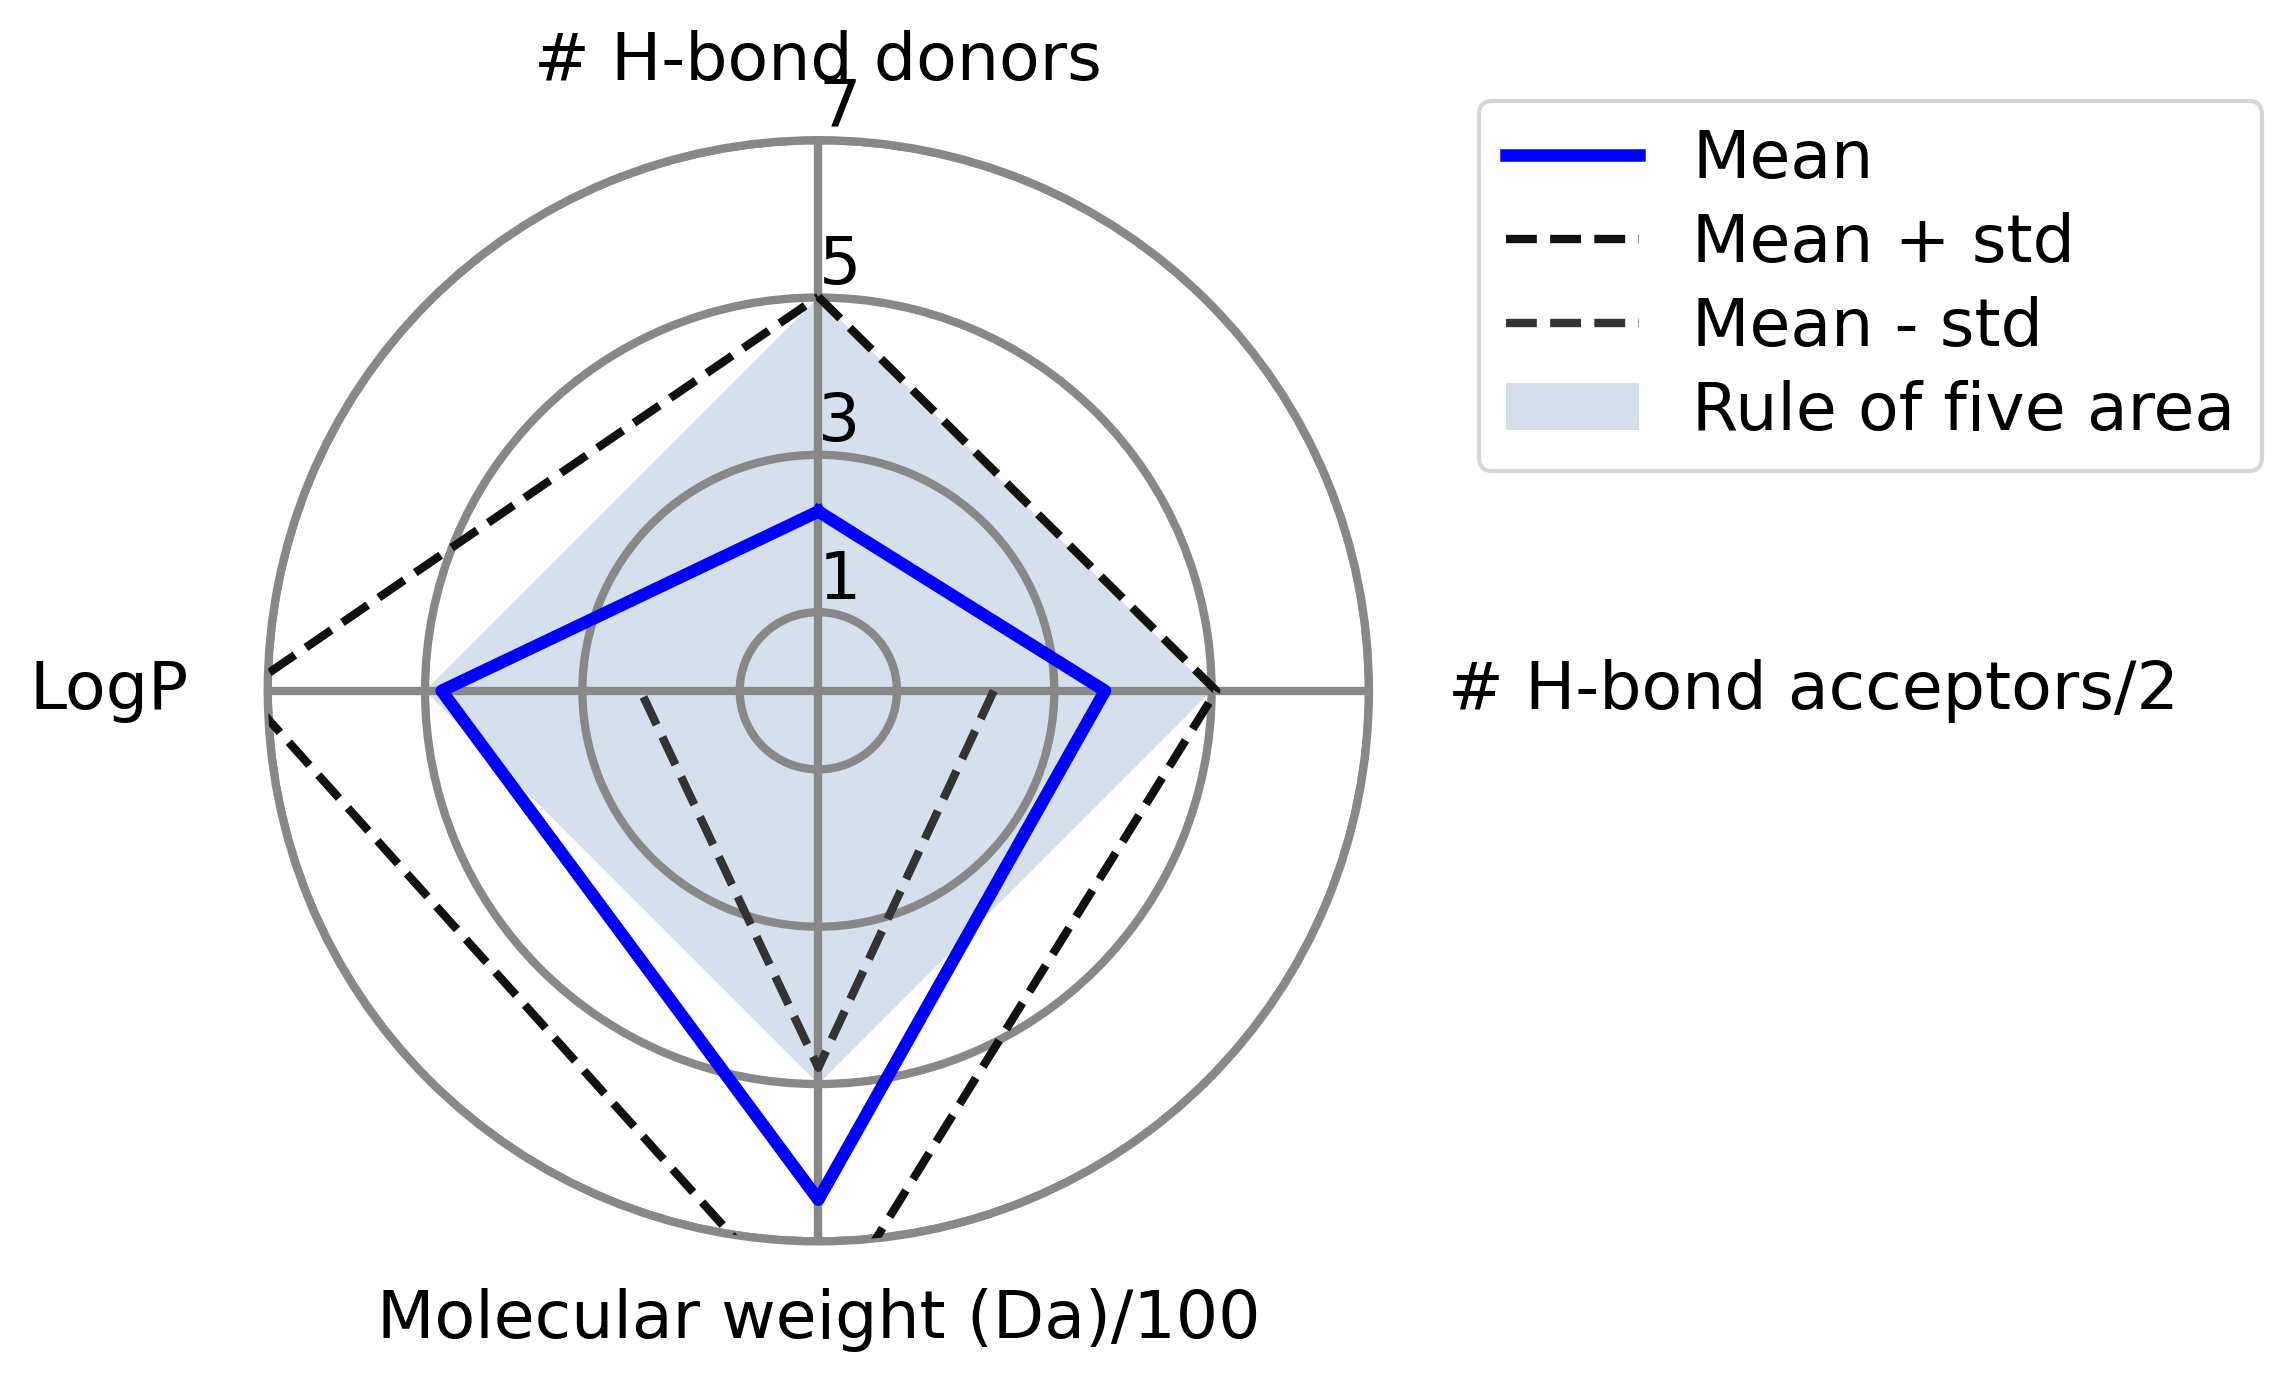 # H-bond donors
7
5
3
1
LogP
# H-bond acceptors/2
Molecular weight (Da)/100
Mean
Mean + std
Mean - std
Rule of five area